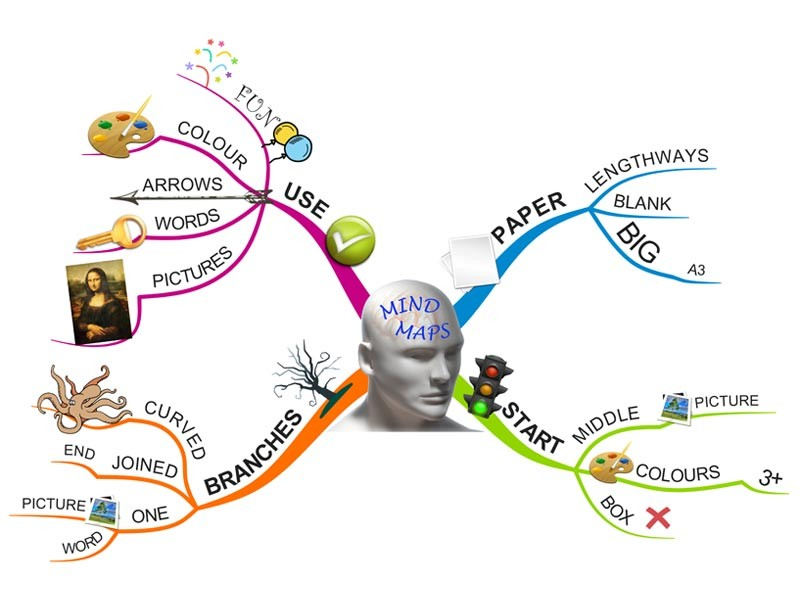 MIND
MAPS
PAPER
LENGTHWAYS
BLANK
BIG
A3
START
MIDDLE
PICTURE
COLOURS
3+
BOX
BRANCHES
CURVED
JOINED
END
ONE
PICTURE
WORD
USE
PICTURES
WORDS
ARROWS
COLOUR
FUN